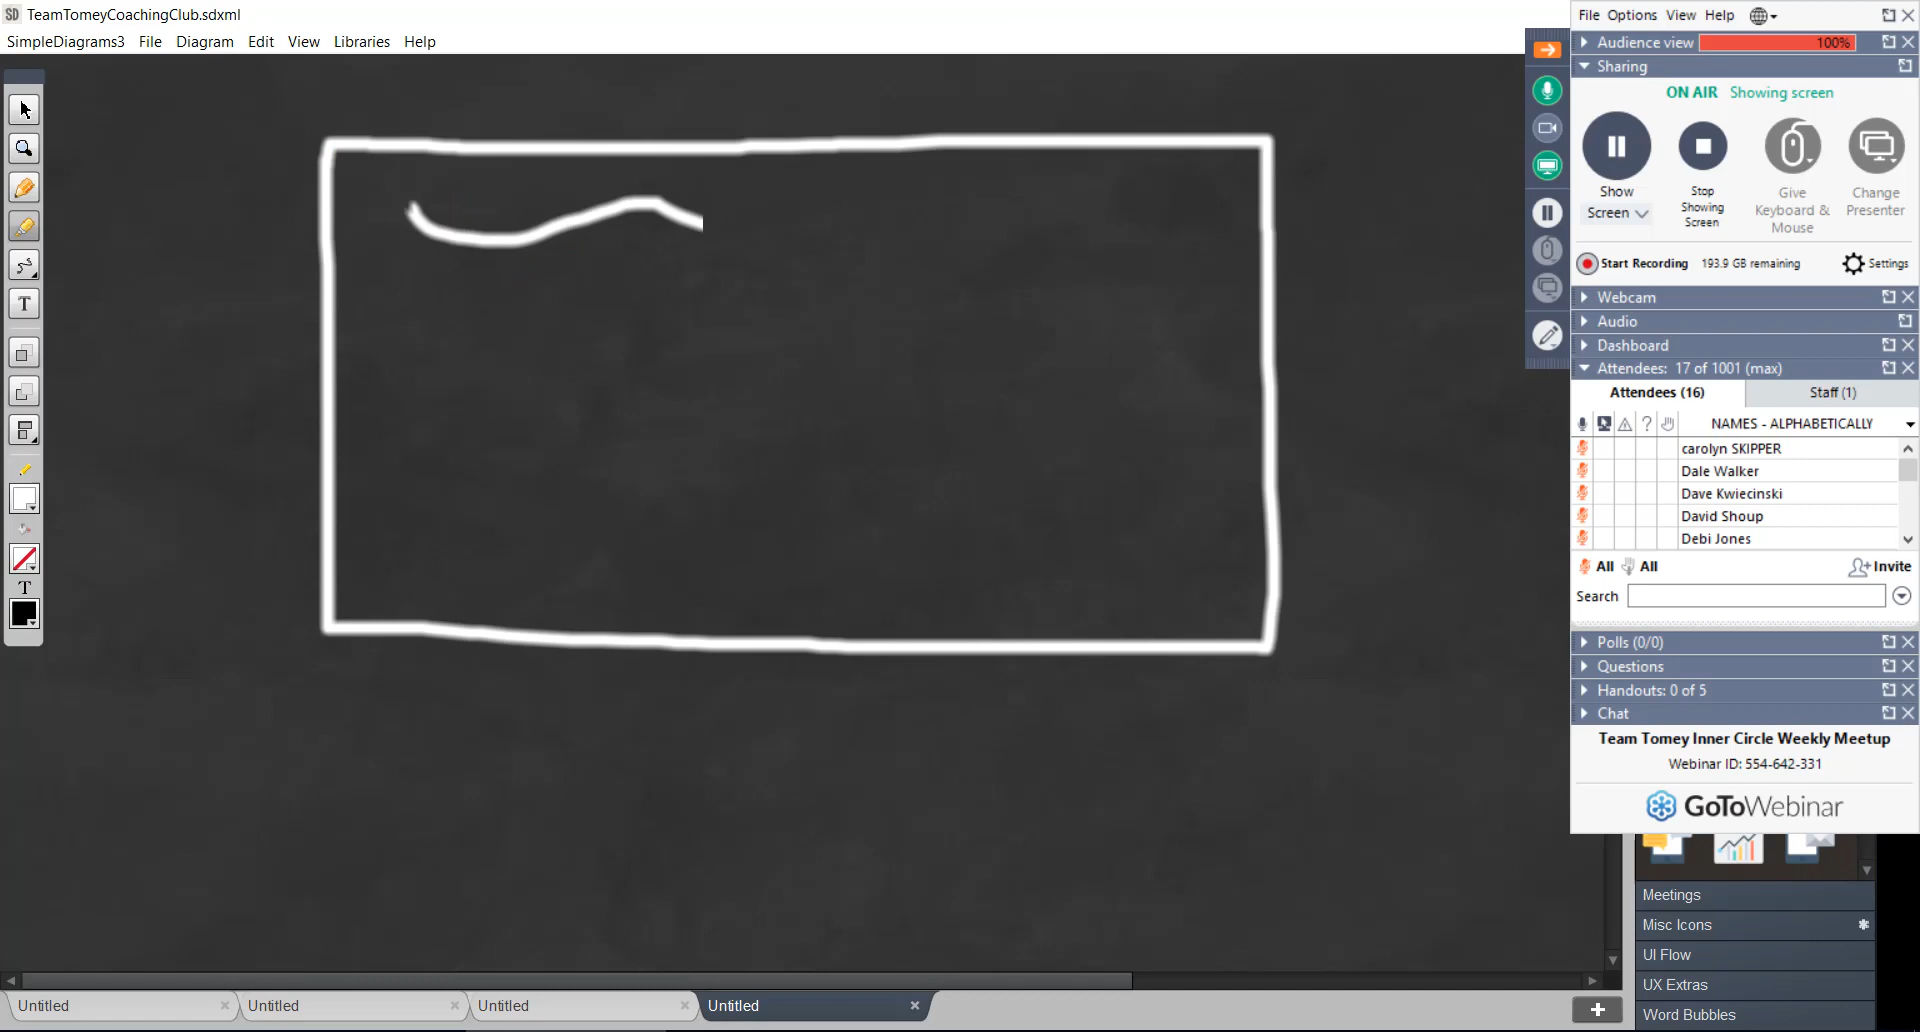 SD TeamTomeyCoachingClub.sdxml
SimpleDiagrams3 File Diagram Edit View Libraries Help
T
T
Untitled
Untitled
Untitled
Untitled
File Options View Help
Audience view 100%
Sharing
ON AIR Showing screen
Show
Screen
Stop
Showing
Screen
Give
Keyboard &
Mouse
Change
Presenter
Start Recording 193.9 GB remaining Settings
Webcam
Audio
Dashboard
Attendees: 17 of 1001 (max)
Attendees (16) Staff (1)
? NAMES - ALPHABETICALLY
carolyn SKIPPER
Dale Walker
Dave Kwiecinski
David Shoup
Debi Jones
All All Invite
Search
Polls (0/0)
Questions
Handouts: 0 of 5
Chat
Team Tomey Inner Circle Weekly Meetup
Webinar ID: 554-642-331
GoToWebinar
Meetings
Misc Icons
UI Flow
UX Extras
Word Bubbles